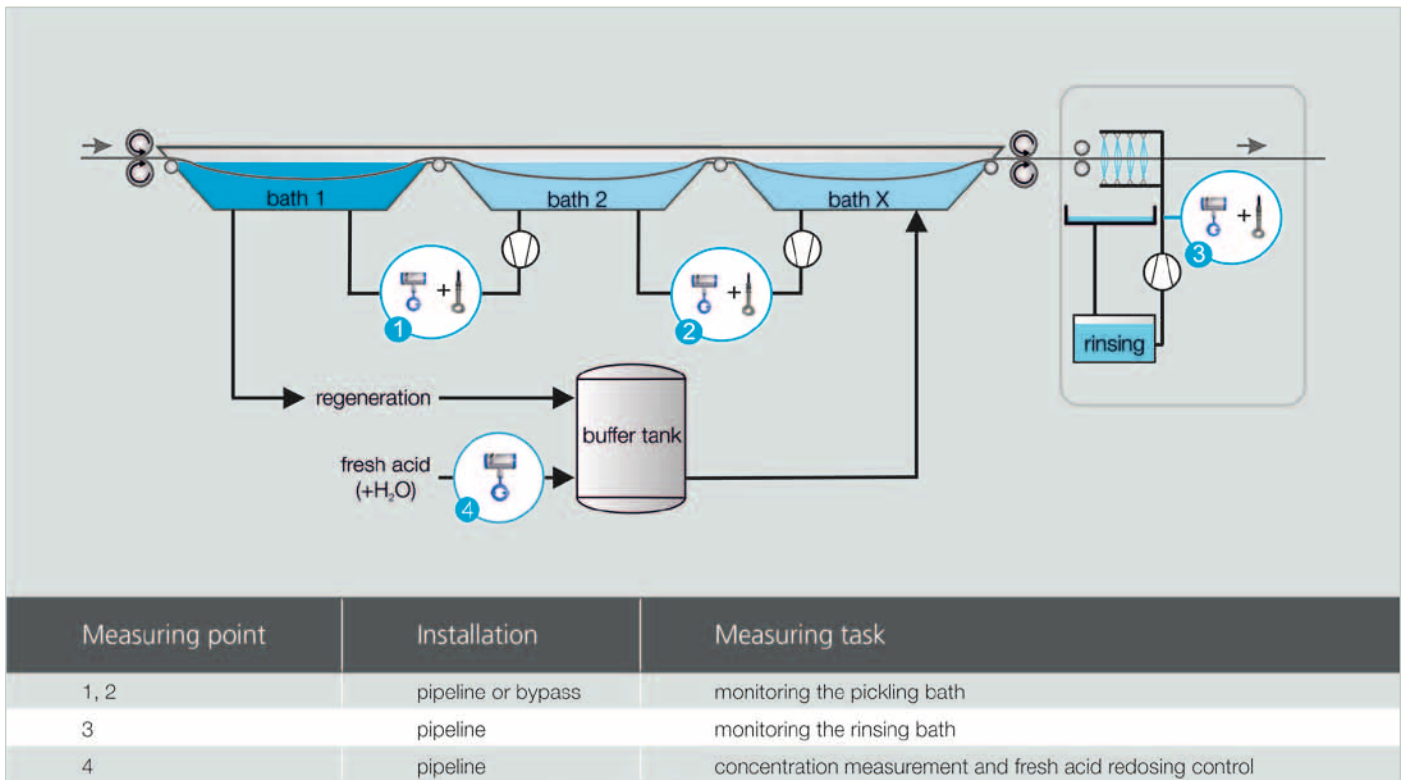 bath 1
bath 2
bath X
1
2
3
rinsing
regeneration
buffer tank
fresh acid
(+H₂O)
4
Measuring point Installation Measuring task
1, 2 pipeline or bypass monitoring the pickling bath
3 pipeline monitoring the rinsing bath
4 pipeline concentration measurement and fresh acid redosing control